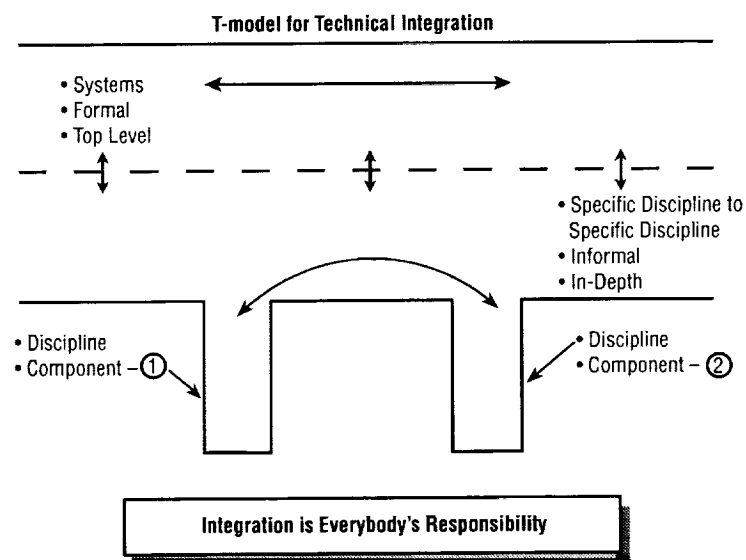 T-model for Technical Integration
• Systems
• Formal
• Top Level
• Specific Discipline to
Specific Discipline
• Informal
• In-Depth
• Discipline
• Component – ①
• Discipline
• Component – ②
Integration is Everybody's Responsibility